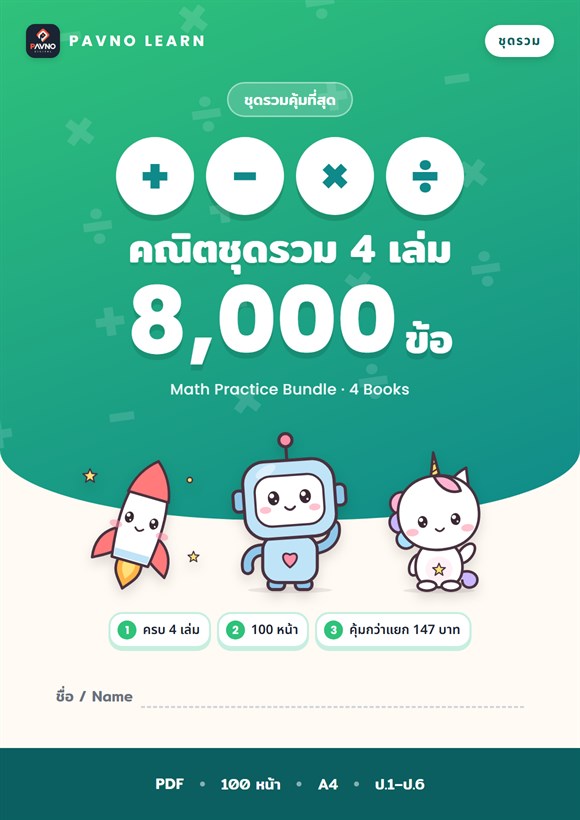 PAVNO
PAVNO LEARN
ชุดรวม
ชุดรวมคุ้มที่สุด
+ − × ÷
คณิตชุดรวม 4 เล่ม
8,000 ข้อ
Math Practice Bundle · 4 Books
1 ครบ 4 เล่ม
2 100 หน้า
3 คุ้มกว่าแยก 147 บาท
ชื่อ / Name
PDF • 100 หน้า • A4 • ป.1–ป.6